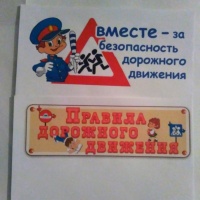 вместе – за
безопасность
дорожного
движения
ПРАВИЛА
ДОРОЖНОГО
ДВИЖЕНИЯ